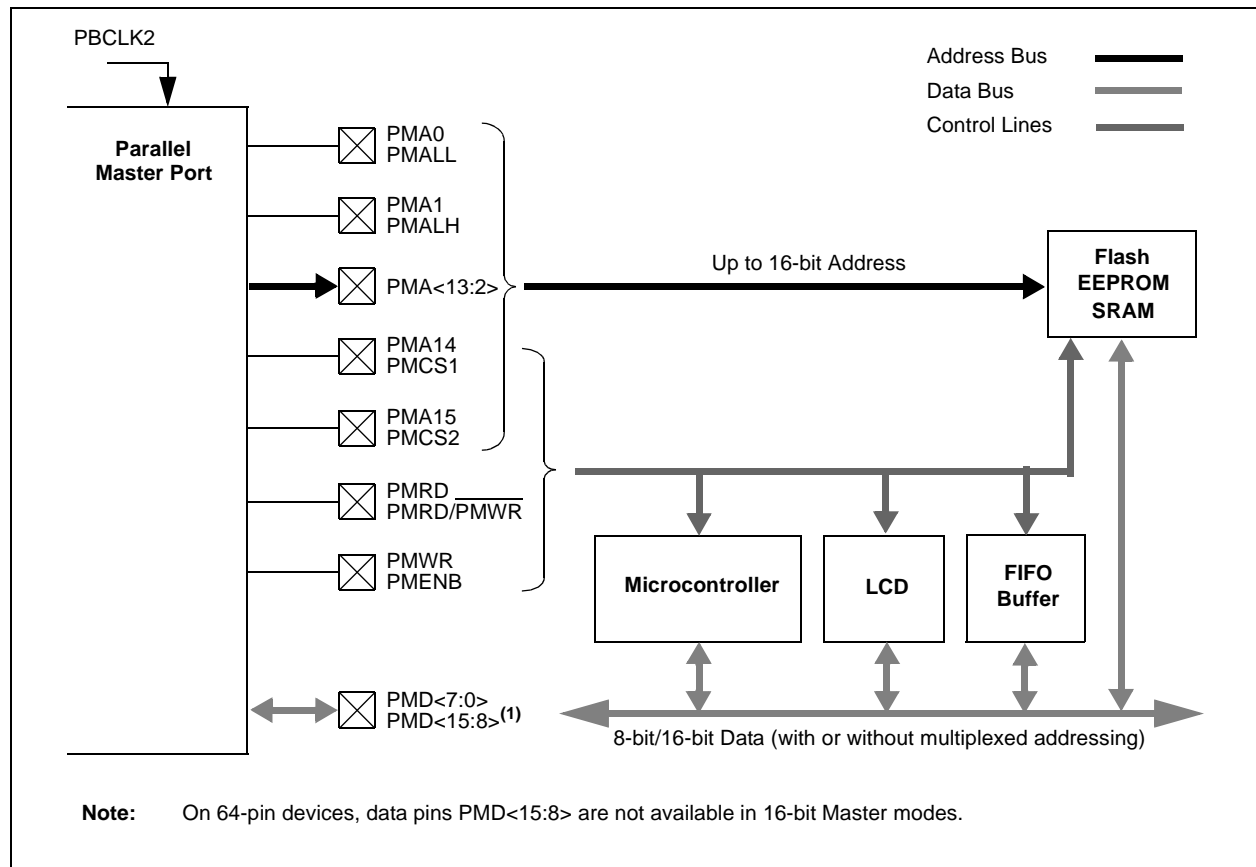 PBCLK2
Address Bus
Data Bus
Control Lines
Parallel
Master Port
PMA0
PMALL
PMA1
PMALH
PMA<13:2>
PMA14
PMCS1
PMA15
PMCS2
PMRD
PMRD/PMWR
PMWR
PMENB
PMD<7:0>
PMD<15:8>(1)
Up to 16-bit Address
Flash
EEPROM
SRAM
Microcontroller
LCD
FIFO
Buffer
8-bit/16-bit Data (with or without multiplexed addressing)
Note: On 64-pin devices, data pins PMD<15:8> are not available in 16-bit Master modes.